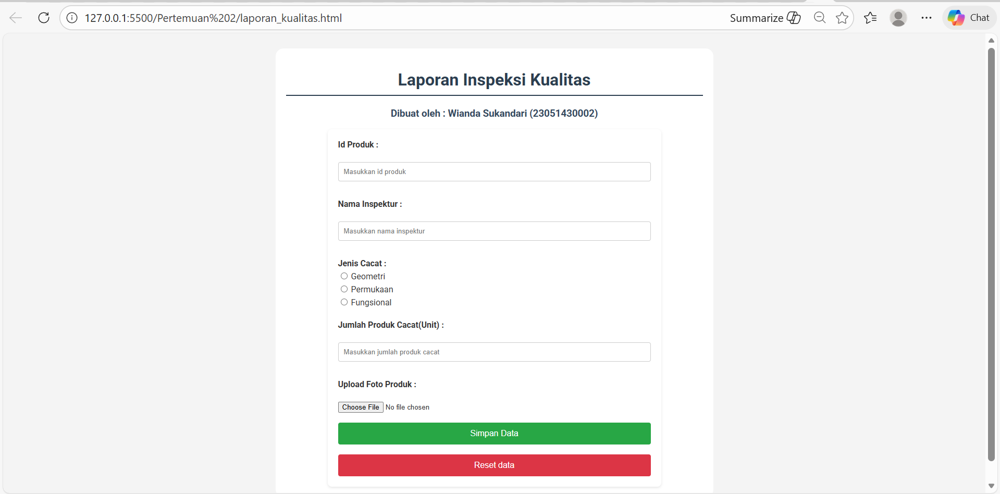 127.0.0.1:5500/Pertemuan%202/laporan_kualitas.html
Summarize
Chat
Laporan Inspeksi Kualitas
Dibuat oleh : Wianda Sukandari (23051430002)
Id Produk :
Masukkan id produk
Nama Inspektur :
Masukkan nama inspektur
Jenis Cacat :
Geometri
Permukaan
Fungsional
Jumlah Produk Cacat(Unit) :
Masukkan jumlah produk cacat
Upload Foto Produk :
Choose File No file chosen
Simpan Data
Reset data